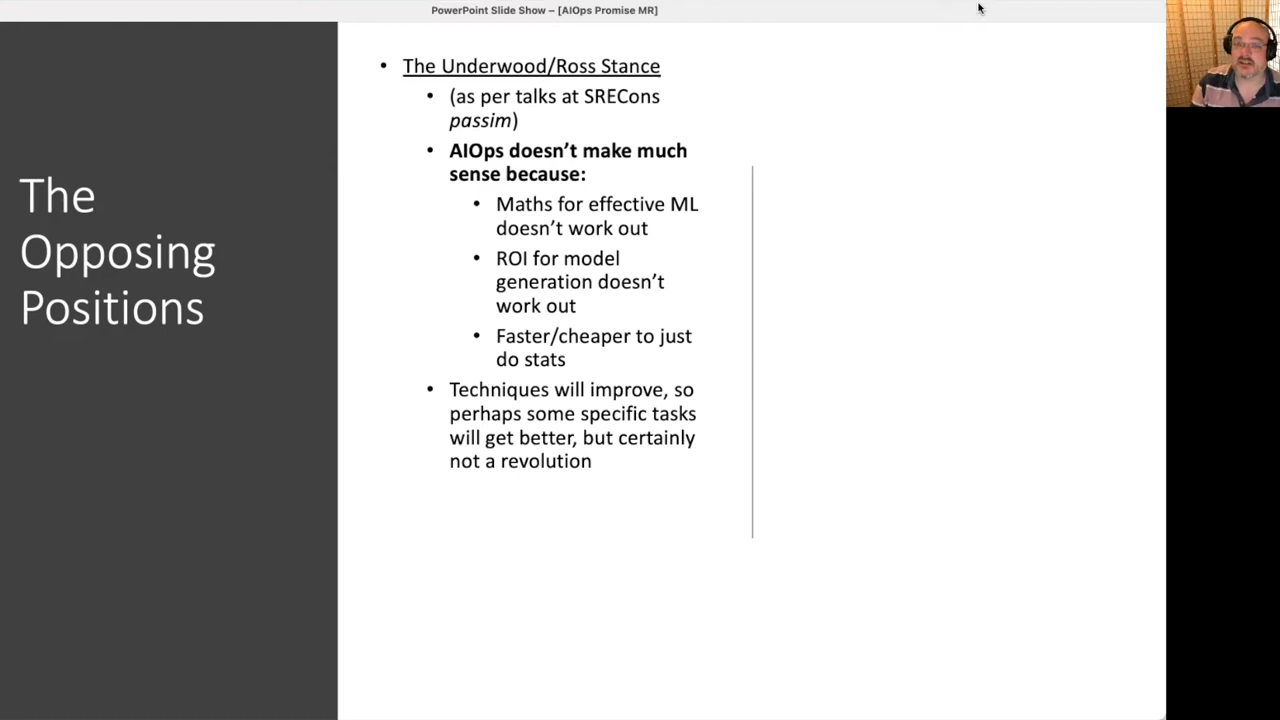 PowerPoint Slide Show – [AIOps Promise MR]
The
Opposing
Positions
• The Underwood/Ross Stance
• (as per talks at SRECons
passim)
• AIOps doesn’t make much
sense because:
• Maths for effective ML
doesn’t work out
• ROI for model
generation doesn’t
work out
• Faster/cheaper to just
do stats
• Techniques will improve, so
perhaps some specific tasks
will get better, but certainly
not a revolution